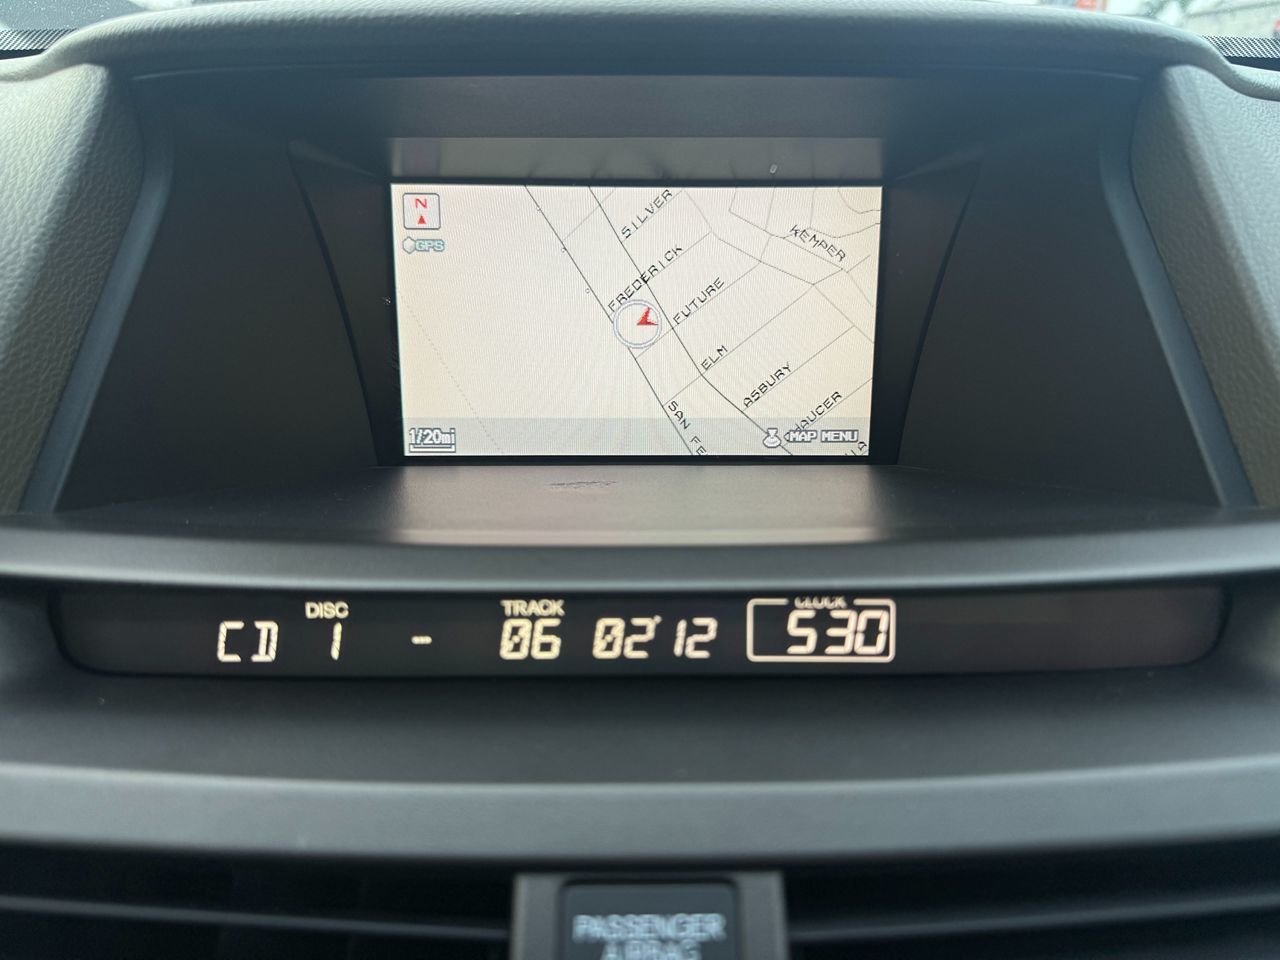 N
GPS
SILVER
KEMPER
FREDERICK
FUTURE
ELM
ASBURY
HAUCER
SAN FE
1/20mi
MAP MENU
DISC TRACK CLOCK
CD 1 - 06 02'12 530
PASSENGER
AIRBAG